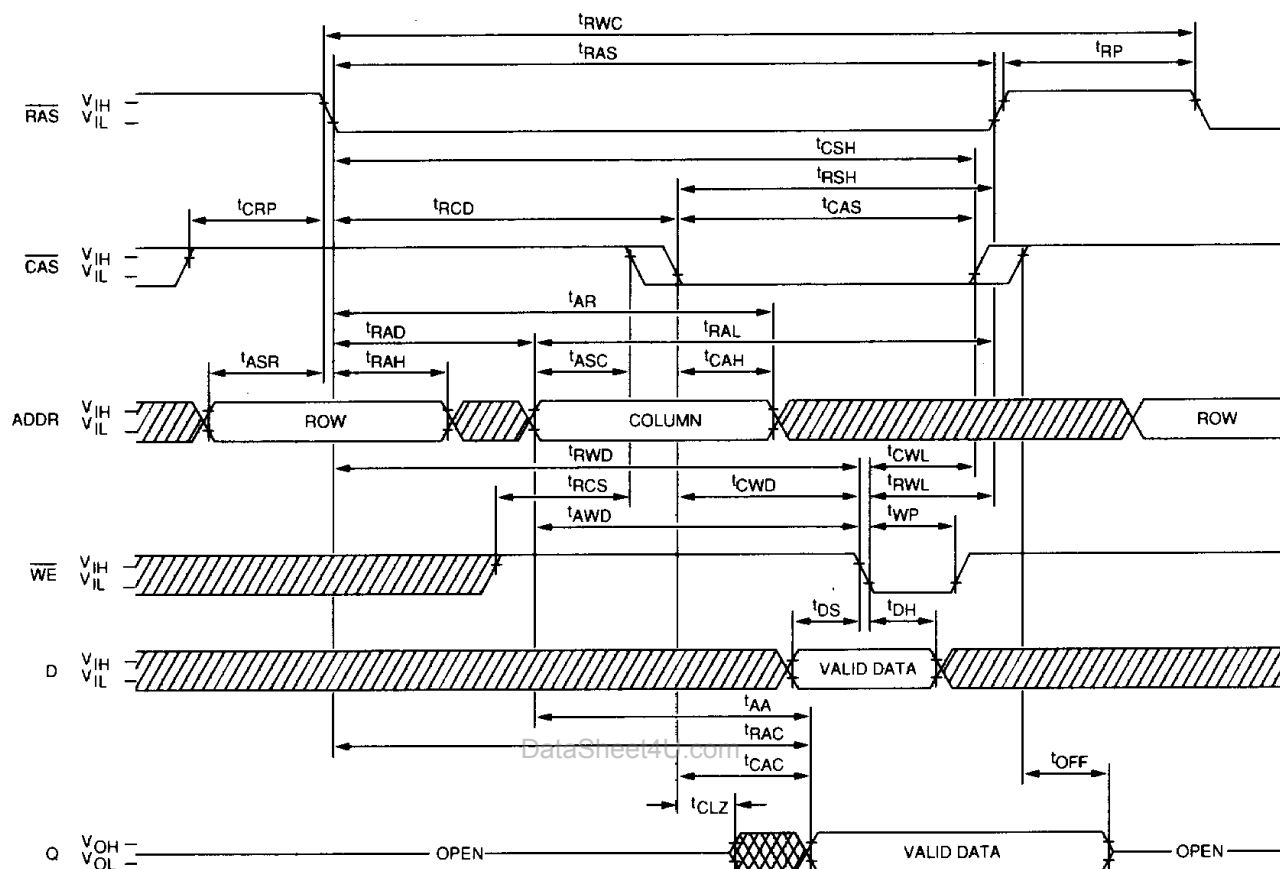 tRWC
tRAS
tRP
RAS
VIH
VIL
tCSH
tRSH
tCRP
tRCD
tCAS
CAS
VIH
VIL
tAR
tRAD
tRAL
tASR
tRAH
tASC
tCAH
ADDR
VIH
VIL
ROW
COLUMN
ROW
tRWD
tCWL
tRCS
tCWD
tRWL
tAWD
tWP
WE
VIH
VIL
tDS
tDH
D
VIH
VIL
VALID DATA
tAA
tRAC
DataSheet4U.com
tCAC
tOFF
tCLZ
Q
VOH
VOL
OPEN
VALID DATA
OPEN